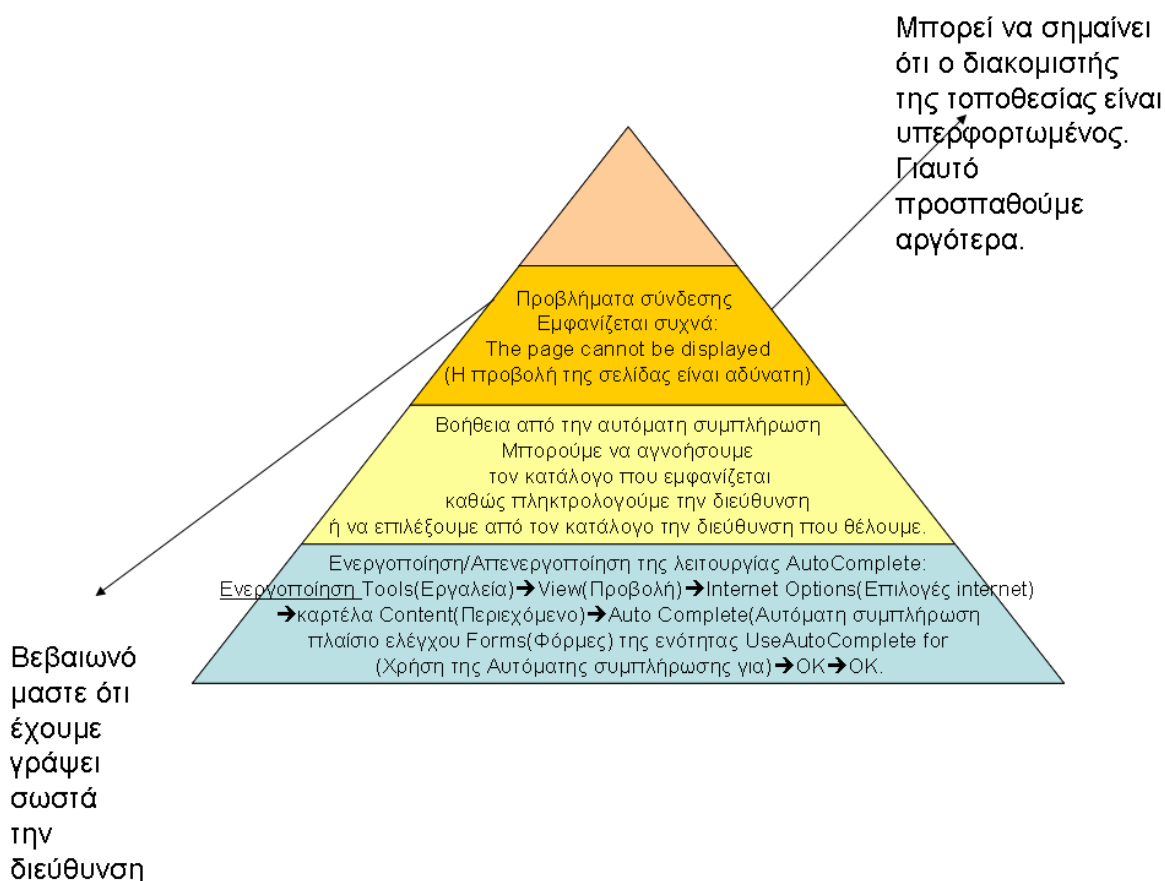 Μπορεί να σημαίνει
ότι ο διακομιστής
της τοποθεσίας είναι
υπερφορτωμένος.
Γιαυτό
προσπαθούμε
αργότερα.
Προβλήματα σύνδεσης
Εμφανίζεται συχνά:
The page cannot be displayed
(Η προβολή της σελίδας είναι αδύνατη)
Βοήθεια από την αυτόματη συμπλήρωση
Μπορούμε να αγνοήσουμε
τον κατάλογο που εμφανίζεται
καθώς πληκτρολογούμε την διεύθυνση
ή να επιλέξουμε από τον κατάλογο την διεύθυνση που θέλουμε.
Ενεργοποίηση/Απενεργοποίηση της λειτουργίας AutoComplete:
Ενεργοποίηση Tools(Εργαλεία)➔View(Προβολή)➔Internet Options(Επιλογές internet)
➔καρτέλα Content(Περιεχόμενο)➔Auto Complete(Αυτόματη συμπλήρωση
πλαίσιο ελέγχου Forms(Φόρμες) της ενότητας UseAutoComplete for
(Χρήση της Αυτόματης συμπλήρωσης για)➔OK➔OK.
Βεβαιωνό
μαστε ότι
έχουμε
γράψει
σωστά
την
διεύθυνση